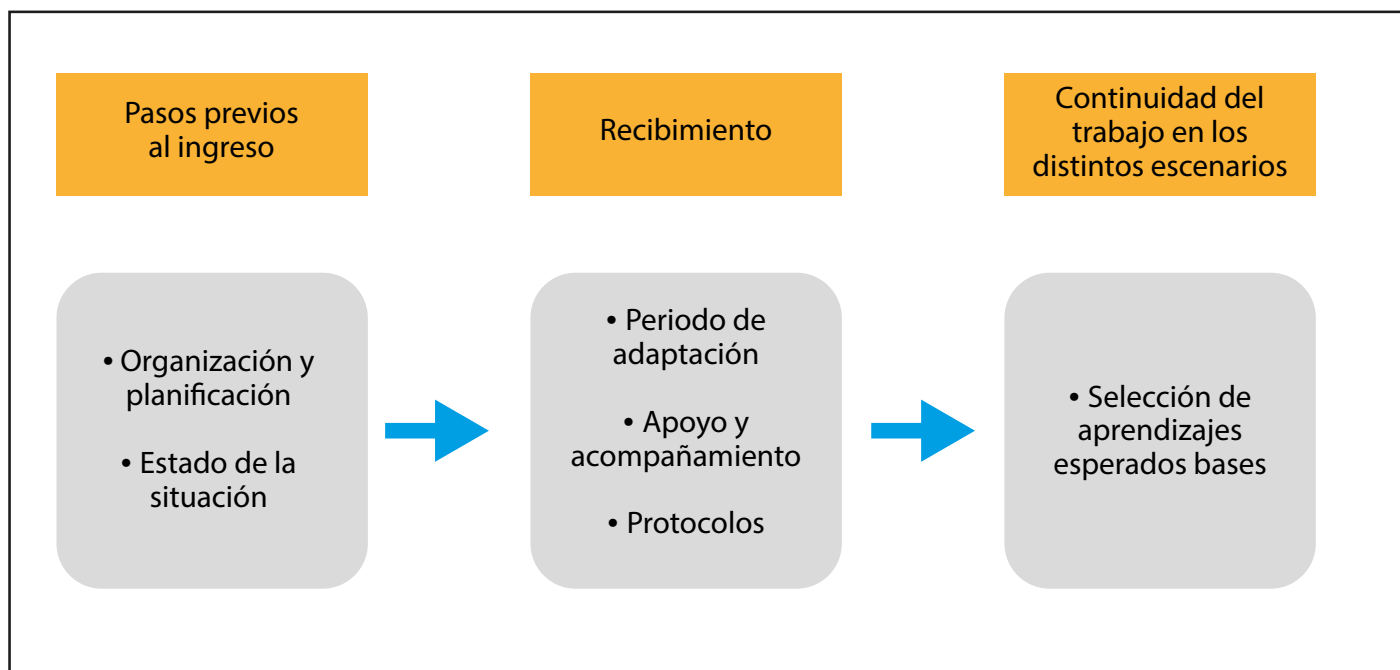 Pasos previos
al ingreso
Recibimiento
Continuidad del
trabajo en los
distintos escenarios
• Organización y
planificación
• Estado de la
situación
• Periodo de
adaptación
• Apoyo y
acompañamiento
• Protocolos
• Selección de
aprendizajes
esperados bases